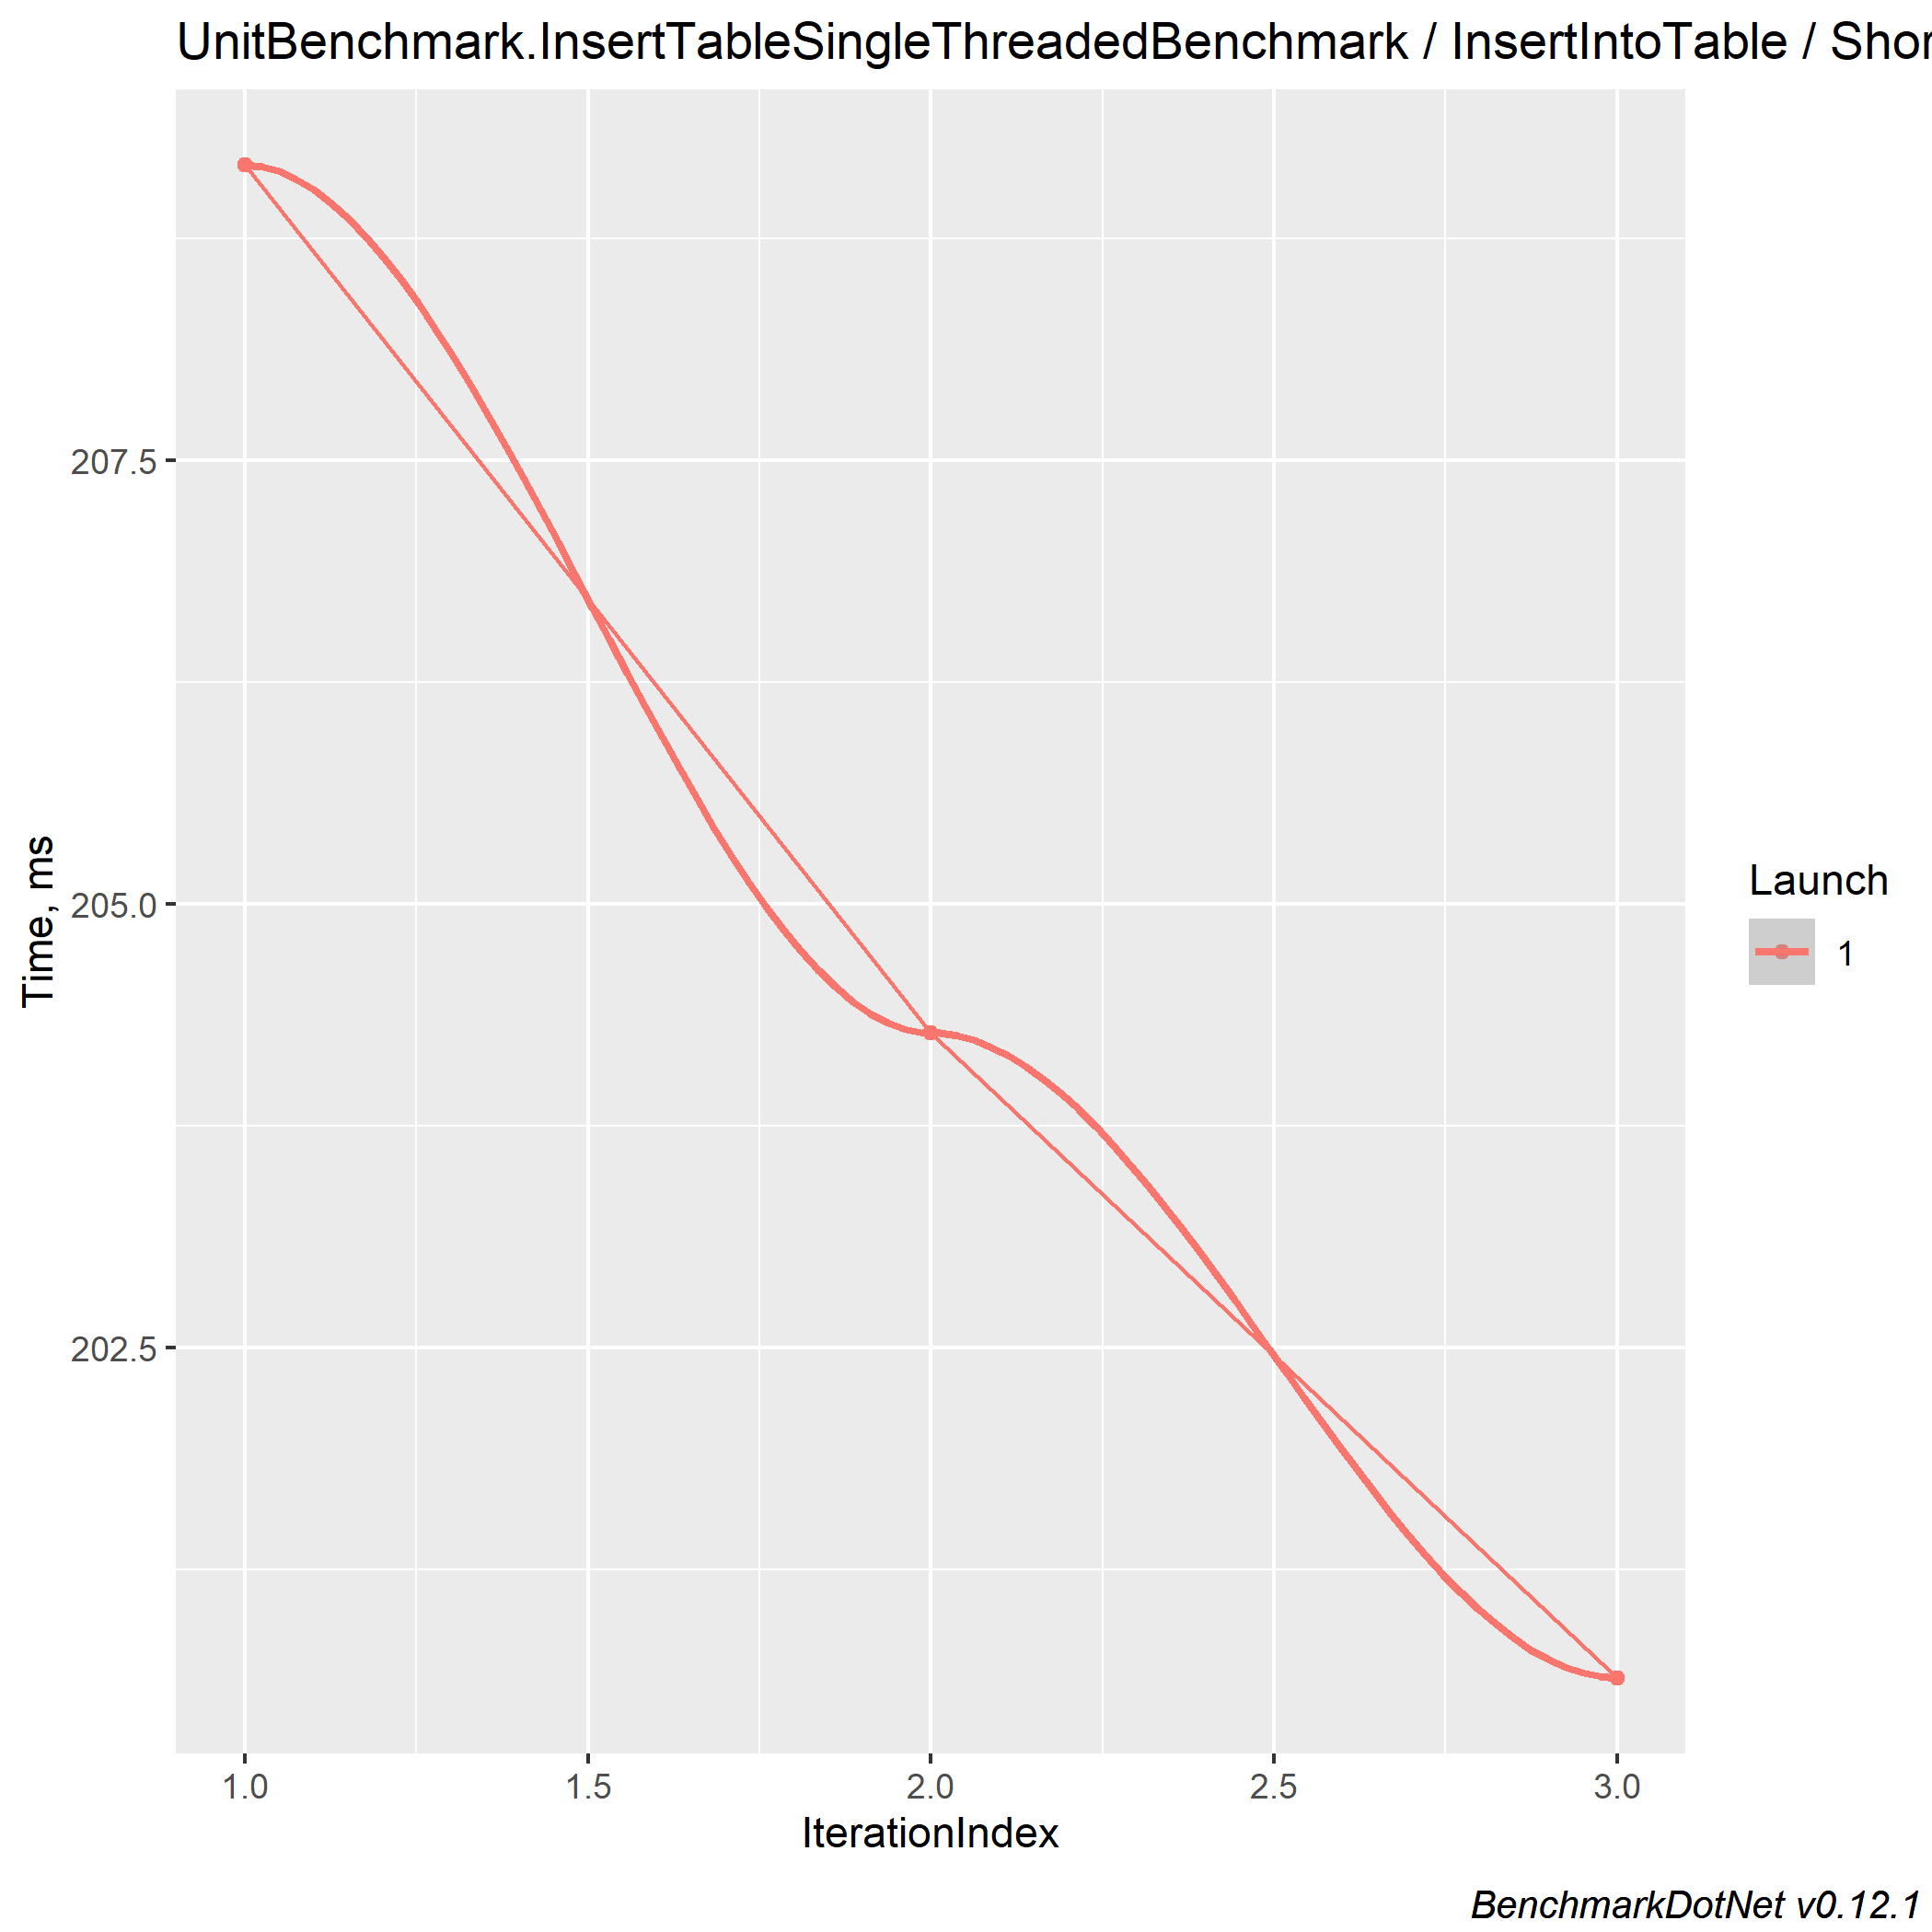 UnitBenchmark.InsertTableSingleThreadedBenchmark / InsertIntoTable / Shor
Time, ms
207.5
205.0
202.5
1.0 1.5 2.0 2.5 3.0
IterationIndex
Launch
1
BenchmarkDotNet v0.12.1